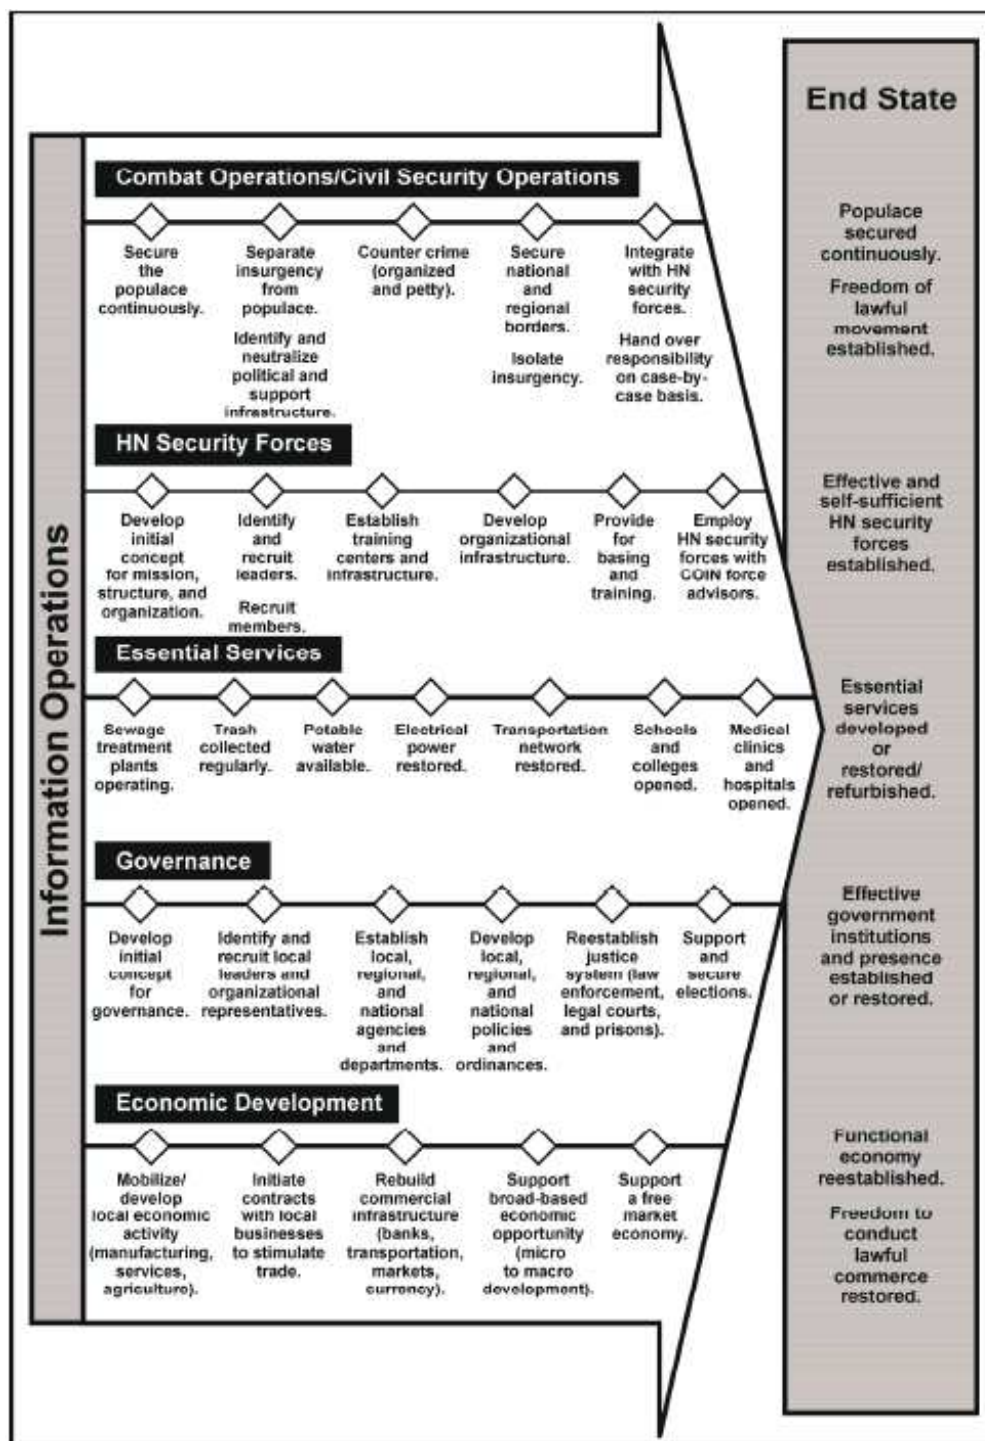 Information Operations
End State
Combat Operations/Civil Security Operations
Secure
the
populace
continuously.
Separate
insurgency
from
populace.
Identify and
neutralize
political and
support
infrastructure.
Counter crime
(organized
and petty).
Secure
national
and
regional
borders.
Isolate
insurgency.
Integrate
with HN
security
forces.
Hand over
responsibility
on case-by-
case basis.
Populace
secured
continuously.
Freedom of
lawful
movement
established.
HN Security Forces
Develop
initial
concept
for mission,
structure, and
organization.
Identify
and
recruit
leaders.
Recruit
members.
Establish
training
centers and
infrastructure.
Develop
organizational
infrastructure.
Provide
for
basing
and
training.
Employ
HN security
forces with
COIN force
advisors.
Effective and
self-sufficient
HN security
forces
established.
Essential Services
Sewage
treatment
plants
operating.
Trash
collected
regularly.
Potable
water
available.
Electrical
power
restored.
Transportation
network
restored.
Schools
and
colleges
opened.
Medical
clinics
and
hospitals
opened.
Essential
services
developed
or
restored/
refurbished.
Governance
Develop
initial
concept
for
governance.
Identify and
recruit local
leaders and
organizational
representatives.
Establish
local,
regional,
and
national
agencies
and
departments.
Develop
local,
regional, and
national
policies
and
ordinances.
Reestablish
justice
system (law
enforcement,
legal courts,
and prisons).
Support
and
secure
elections.
Effective
government
institutions
and presence
established
or restored.
Economic Development
Mobilize/
develop
local economic
activity
(manufacturing,
services,
agriculture).
Initiate
contracts
with local
businesses
to stimulate
trade.
Rebuild
commercial
infrastructure
(banks,
transportation,
markets,
currency).
Support
broad-based
economic
opportunity
(micro
to macro
development).
Support
a free
market
economy.
Functional
economy
reestablished.
Freedom to
conduct
lawful
commerce
restored.